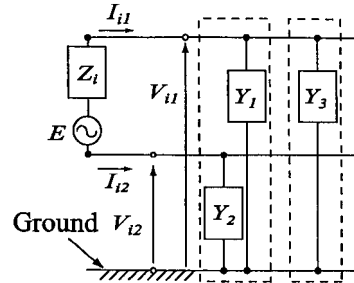 I_{i1}
Z_i
V_{i1}
Y_1
Y_3
E
I_{i2}
Y_2
V_{i2}
Ground